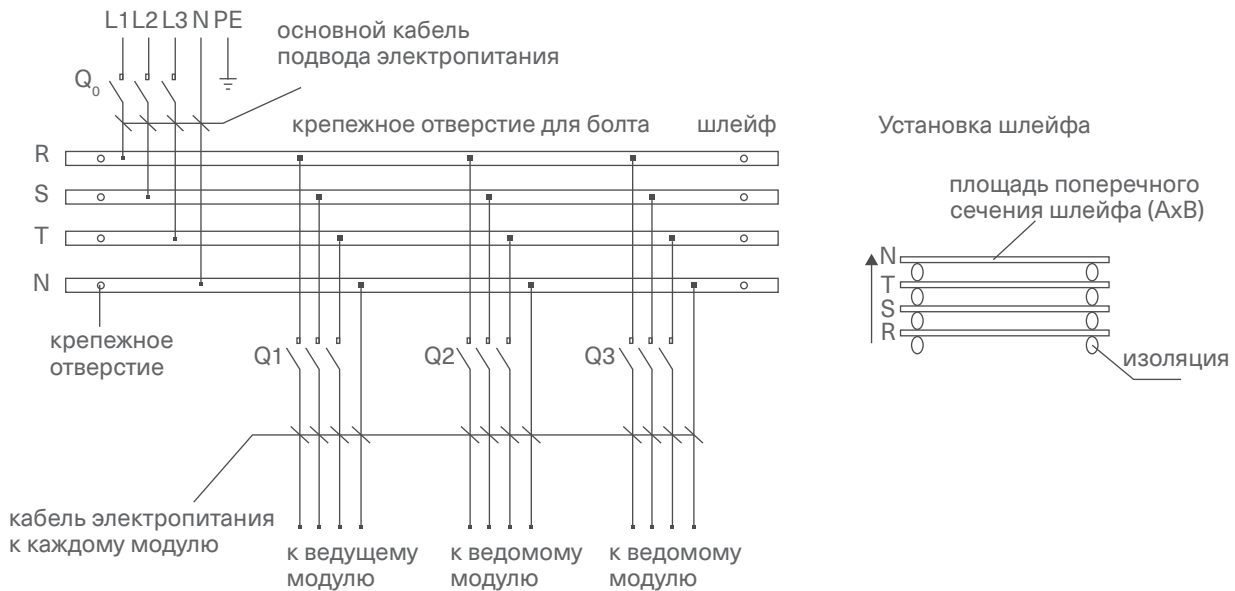 L1 L2 L3 N PE
основной кабель
подвода электропитания
Q0
крепежное отверстие для болта
шлейф
R
S
T
N
крепежное
отверстие
Q1
Q2
Q3
кабель электропитания
к каждому модулю
к ведущему
модулю
к ведомому
модулю
к ведомому
модулю
Установка шлейфа
площадь поперечного
сечения шлейфа (АхВ)
N
T
S
R
изоляция